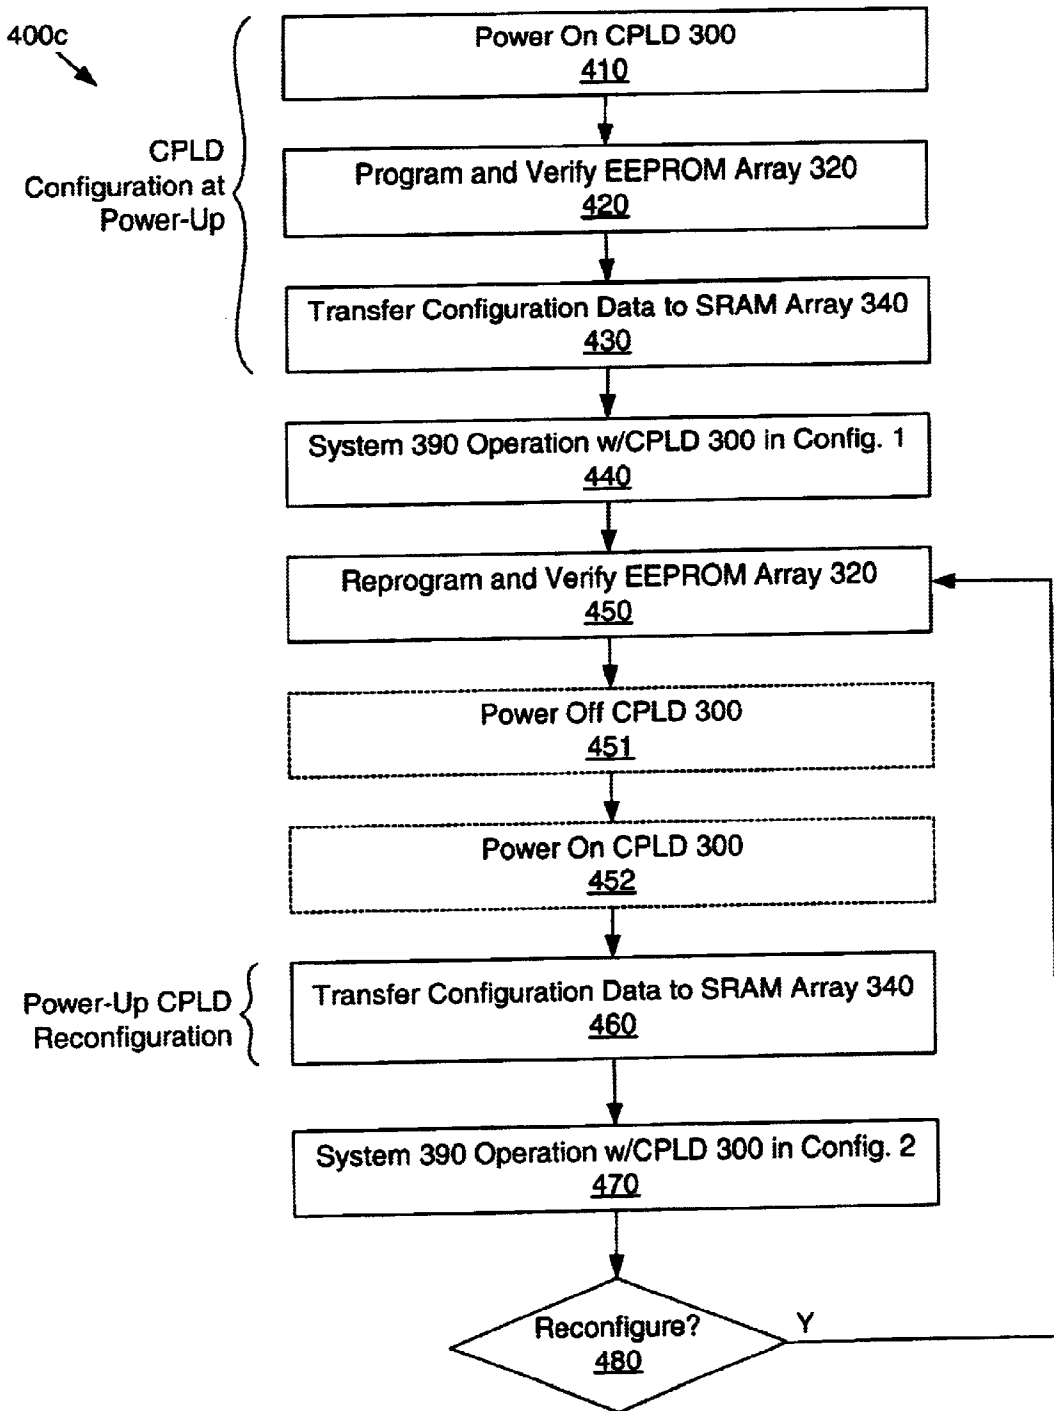 400c
Power On CPLD 300
410
CPLD
Configuration at
Power-Up
Program and Verify EEPROM Array 320
420
Transfer Configuration Data to SRAM Array 340
430
System 390 Operation w/CPLD 300 in Config. 1
440
Reprogram and Verify EEPROM Array 320
450
Power Off CPLD 300
451
Power On CPLD 300
452
Power-Up CPLD
Reconfiguration
Transfer Configuration Data to SRAM Array 340
460
System 390 Operation w/CPLD 300 in Config. 2
470
Reconfigure?
480
Y